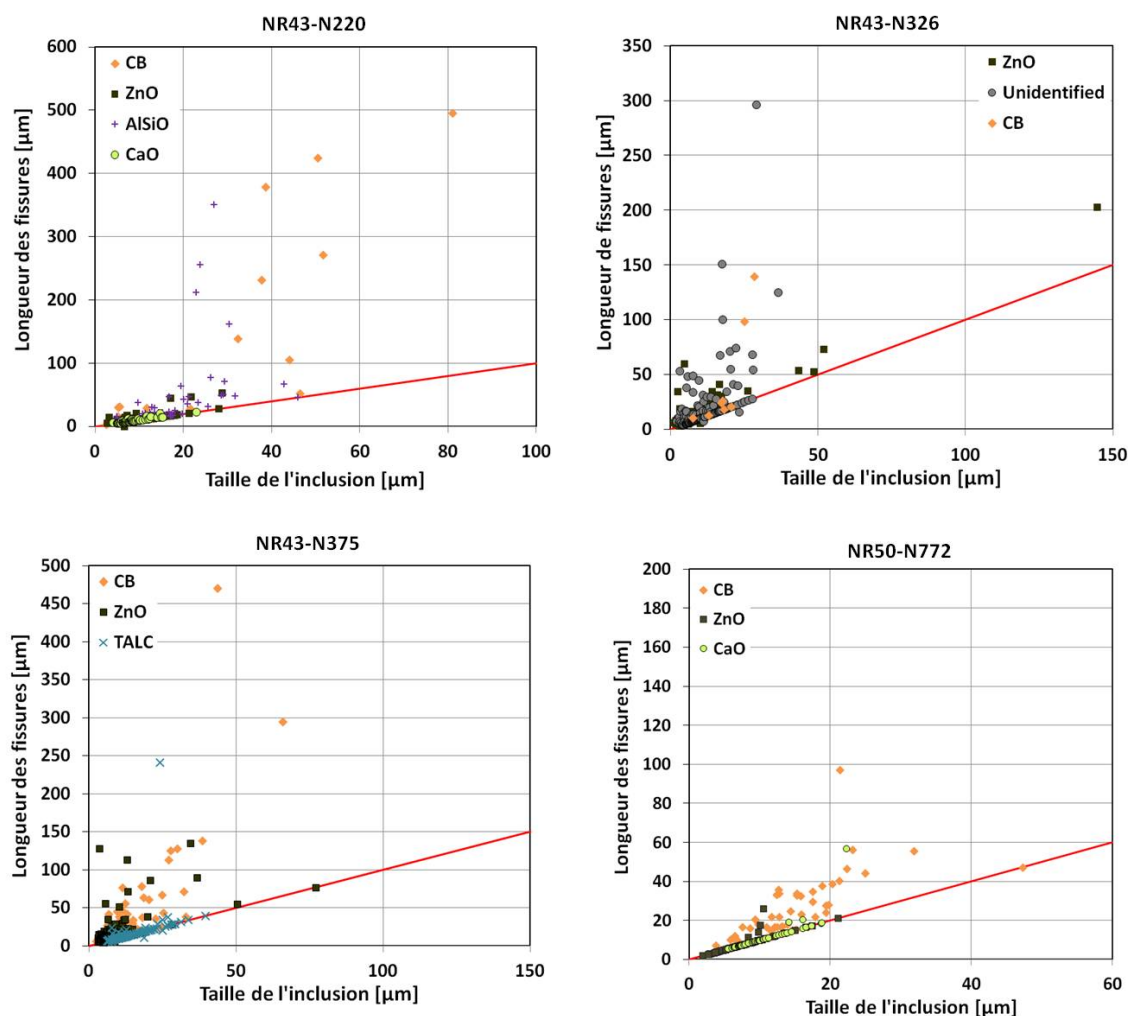 NR43-N220
Longueur des fissures [µm]
600
500
400
300
200
100
0
CB
ZnO
AlSiO
CaO
0 20 40 60 80 100
Taille de l'inclusion [µm]
NR43-N326
Longueur de fissures [µm]
350
300
250
200
150
100
50
0
ZnO
Unidentified
CB
0 50 100 150
Taille de l'inclusion [µm]
NR43-N375
Longueur des fissures [µm]
500
450
400
350
300
250
200
150
100
50
0
CB
ZnO
TALC
0 50 100 150
Taille de l'inclusion [µm]
NR50-N772
Longueur des fissures [µm]
200
180
160
140
120
100
80
60
40
20
0
CB
ZnO
CaO
0 20 40 60
Taille de l'inclusion [µm]